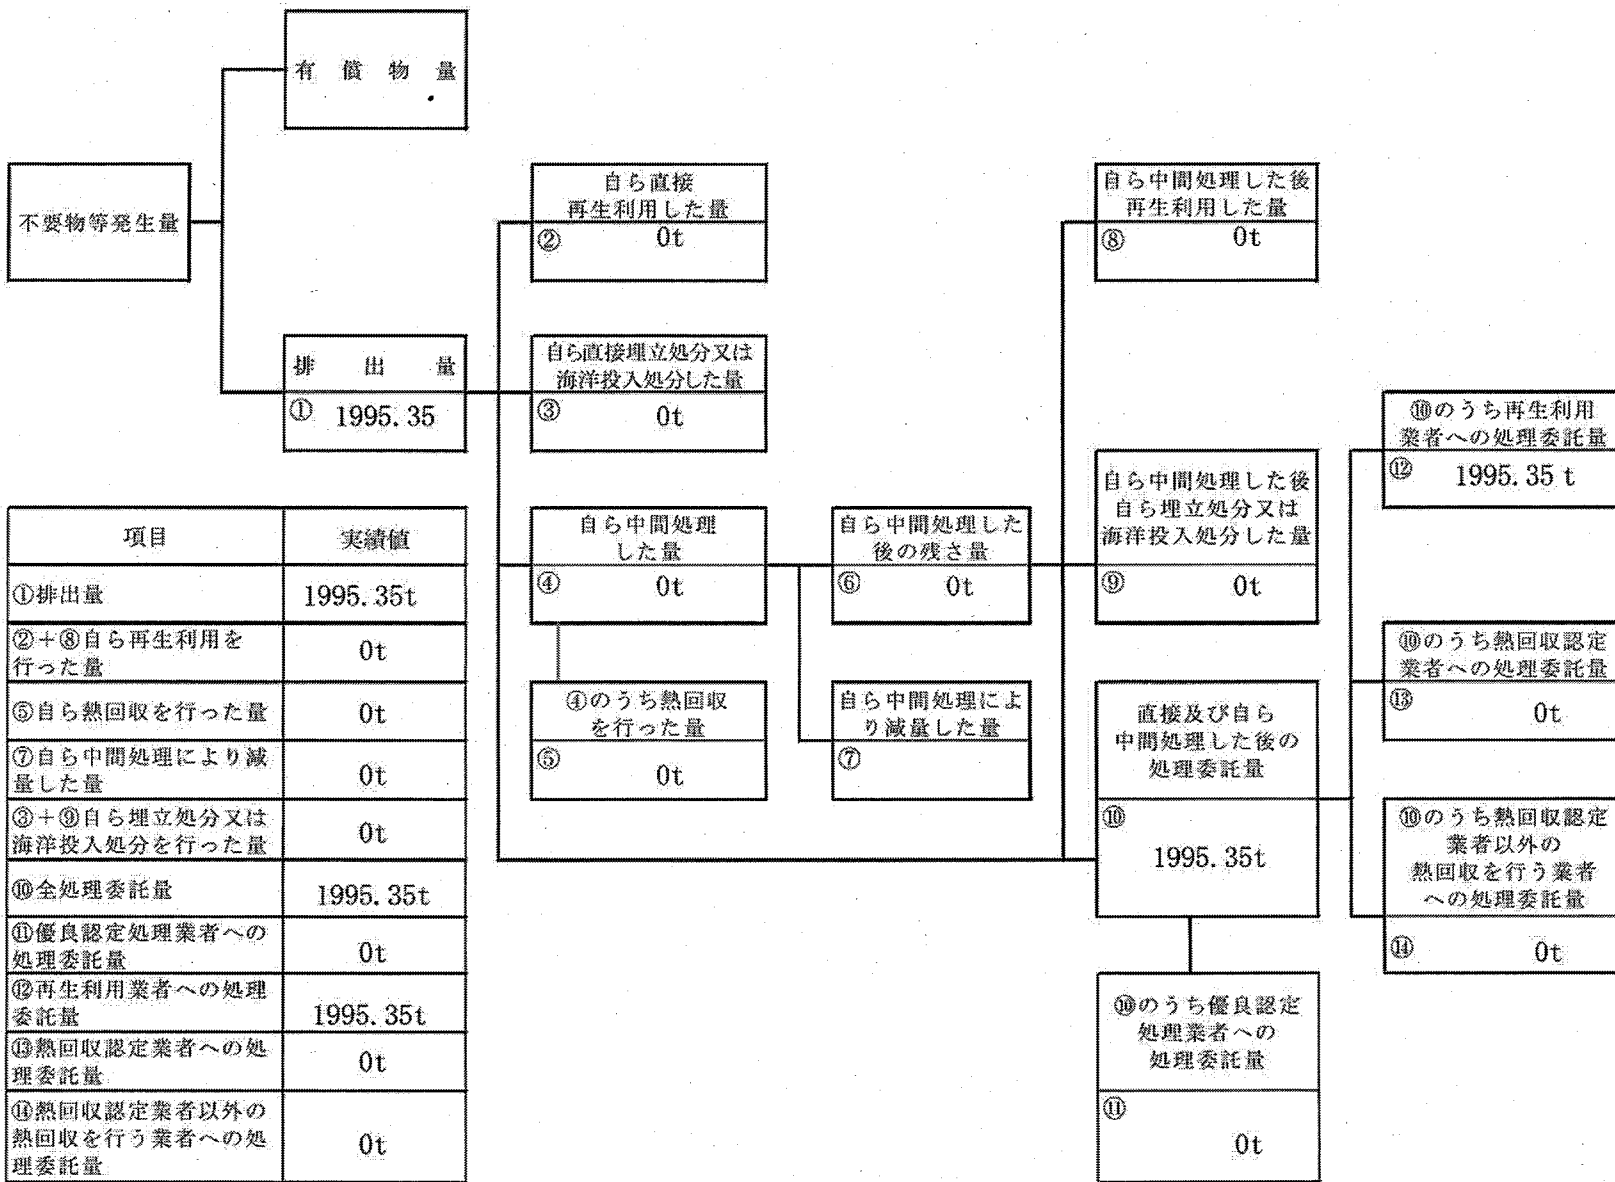 有償物量
不要物等発生量
排出量
① 1995.35
自ら直接
再生利用した量
② 0t
自ら直接埋立処分又は
海洋投入処分した量
③ 0t
自ら中間処理
した量
④ 0t
④のうち熱回収
を行った量
⑤ 0t
自ら中間処理した
後の残さ量
⑥ 0t
自ら中間処理によ
り減量した量
⑦
自ら中間処理した後
再生利用した量
⑧ 0t
自ら中間処理した後
自ら埋立処分又は
海洋投入処分した量
⑨ 0t
直接及び自ら
中間処理した後の
処理委託量
⑩
1995.35t
⑩のうち優良認定
処理業者への
処理委託量
⑪
0t
⑩のうち再生利用
業者への処理委託量
⑫ 1995.35 t
⑩のうち熱回収認定
業者への処理委託量
⑬ 0t
⑩のうち熱回収認定
業者以外の
熱回収を行う業者
への処理委託量
⑭ 0t
項目 実績値
①排出量 1995.35t
②+⑧自ら再生利用を
行った量 0t
⑤自ら熱回収を行った量 0t
⑦自ら中間処理により減
量した量 0t
③+⑨自ら埋立処分又は
海洋投入処分を行った量 0t
⑩全処理委託量 1995.35t
⑪優良認定処理業者への
処理委託量 0t
⑫再生利用業者への処理
委託量 1995.35t
⑬熱回収認定業者への処
理委託量 0t
⑭熱回収認定業者以外の
熱回収を行う業者への処
理委託量 0t